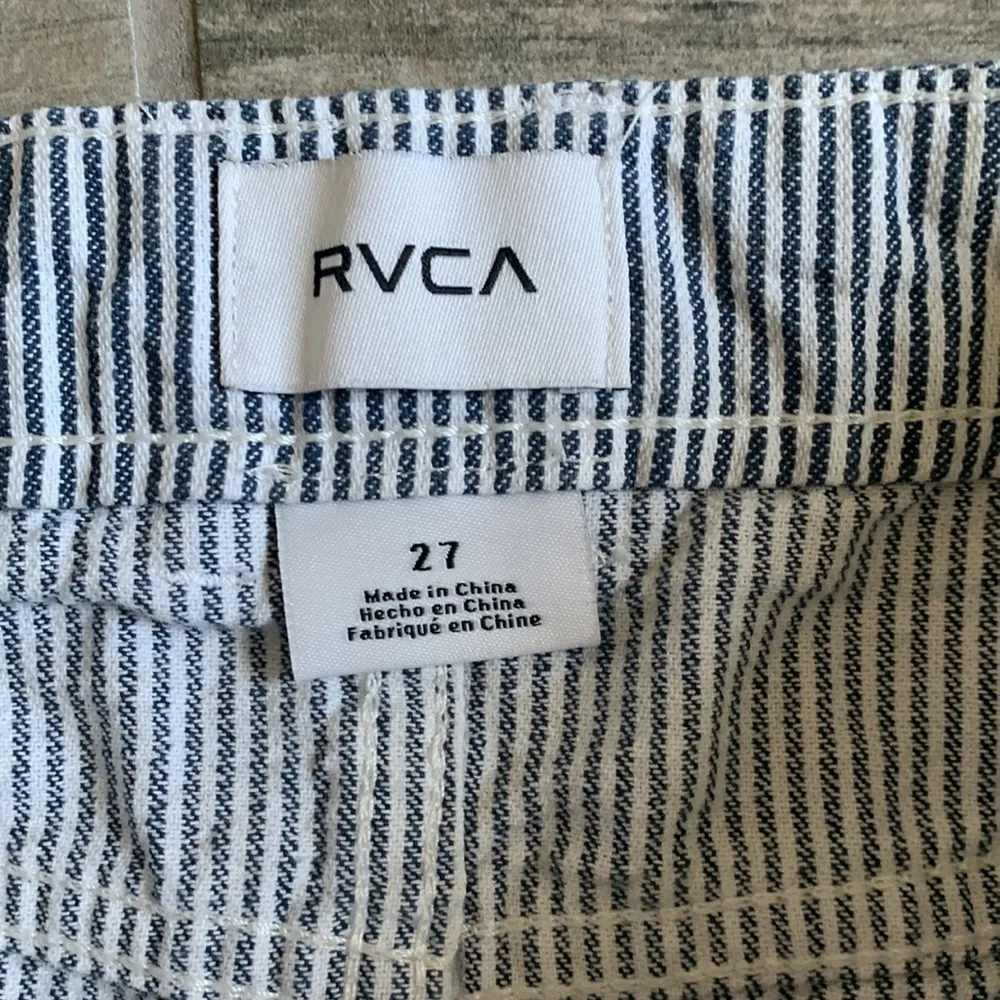 RVCA
27
Made in China
Hecho en China
Fabriqué en Chine